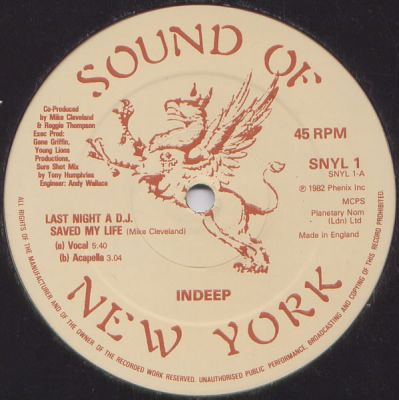 SOUND OF
Co-Produced
by Mike Cleveland
& Reggie Thompson
Exec Prod:
Gene Griffin,
Young Lions
Productions,
Sure Shot Mix
by Tony Humphries
Engineer: Andy Wallace
45 RPM
SNYL 1
SNYL 1-A
℗ 1982 Phenix Inc
MCPS
Planetary Nom
(Ldn) Ltd
Made in England
LAST NIGHT A D.J.
SAVED MY LIFE (Mike Cleveland)
(a) Vocal 5.40
(b) Acapella 3.04
INDEEP
NEW YORK
ALL RIGHTS OF THE MANUFACTURER AND OF THE OWNER OF THE RECORDED WORK RESERVED. UNAUTHORISED PUBLIC PERFORMANCE, BROADCASTING AND COPYING OF THIS RECORD PROHIBITED.